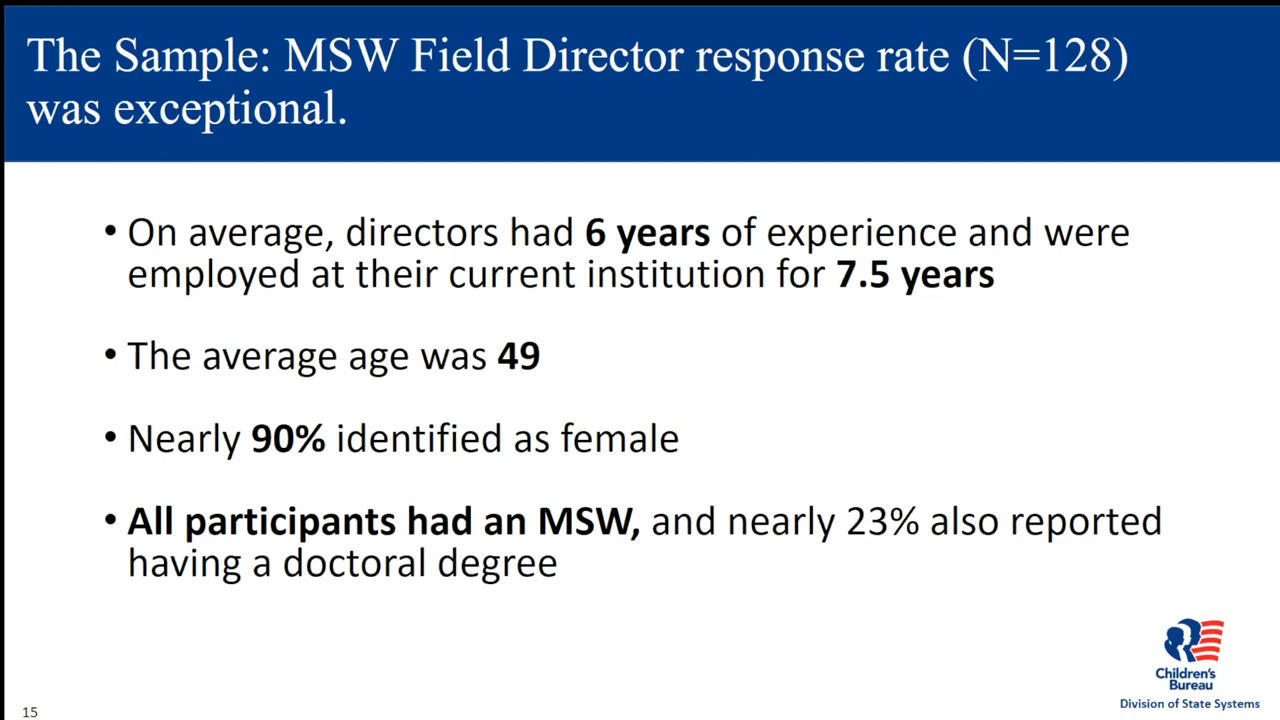 The Sample: MSW Field Director response rate (N=128)
was exceptional.
• On average, directors had 6 years of experience and were
employed at their current institution for 7.5 years
• The average age was 49
• Nearly 90% identified as female
• All participants had an MSW, and nearly 23% also reported
having a doctoral degree
Children's
Bureau
Division of State Systems
15